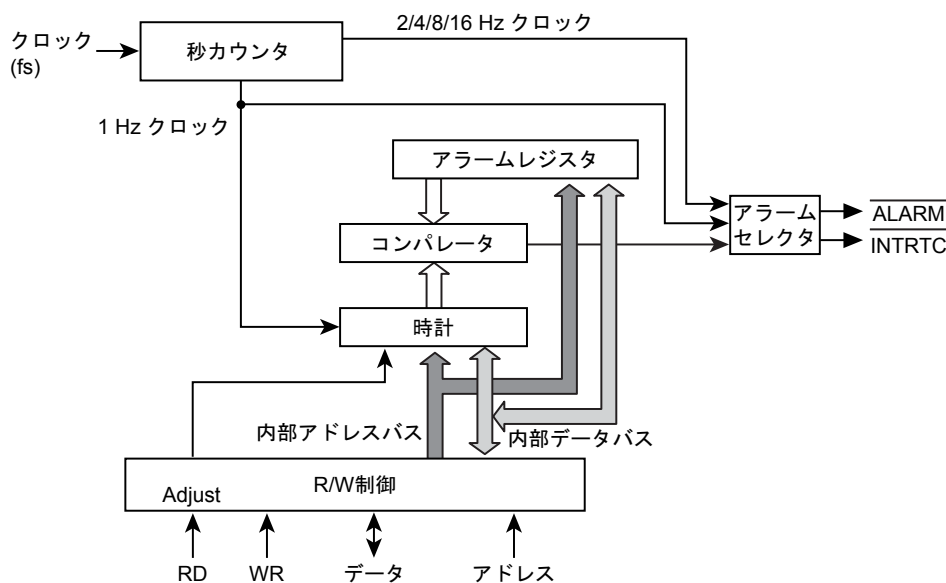 2/4/8/16 Hz クロック
クロック
(fs)
秒カウンタ
1 Hz クロック
アラームレジスタ
アラーム
セレクタ
ALARM
INTRTC
コンパレータ
時計
内部アドレスバス
内部データバス
R/W制御
Adjust
RD
WR
データ
アドレス